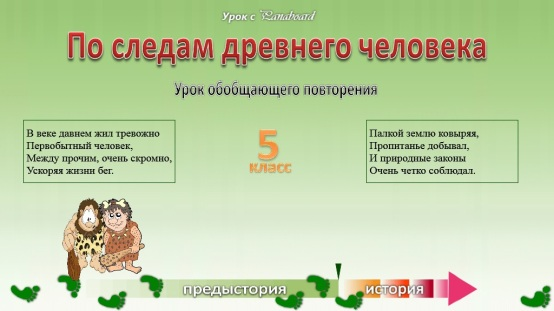 Урок с Panaboard
По следам древнего человека
Урок обобщающего повторения
В веке давнем жил тревожно
Первобытный человек,
Между прочим, очень скромно,
Ускоряя жизни бег.
5
класс
Палкой землю ковыряя,
Пропитанье добывал,
И природные законы
Очень четко соблюдал.
предыстория
история